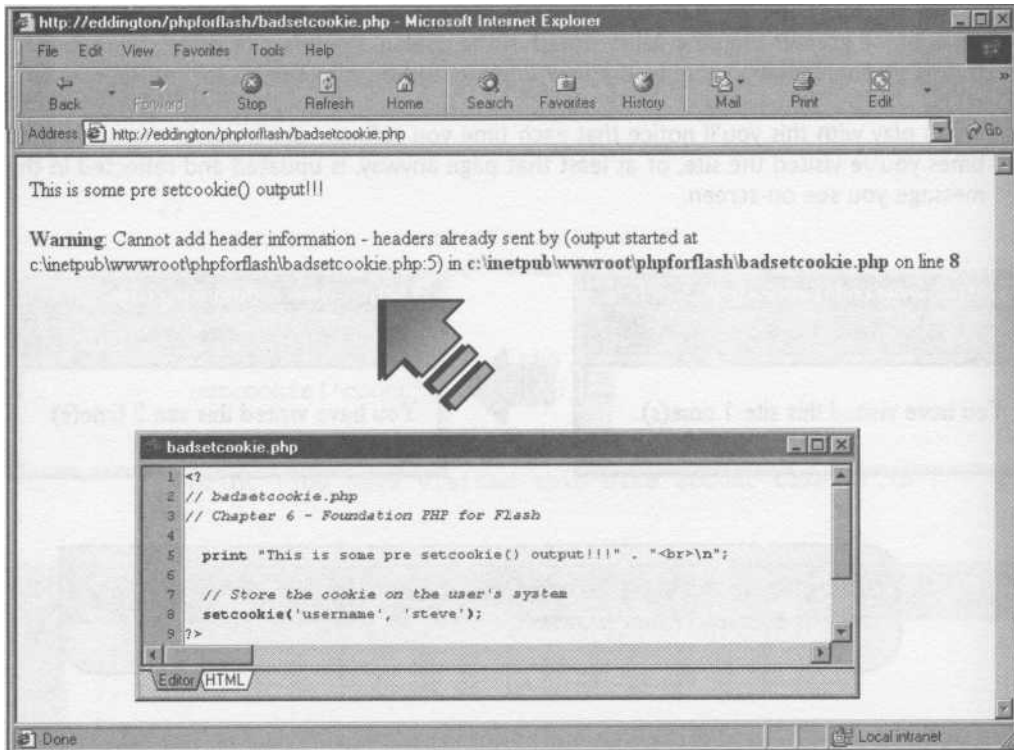 http://eddington/phpforflash/badsetcookie.php - Microsoft Internet Explorer
File Edit View Favorites Tools Help
Back Forward Stop Refresh Home Search Favorites History Mail Print Edit »
Address http://eddington/phpforflash/badsetcookie.php Go
This is some pre setcookie() output!!!
Warning: Cannot add header information - headers already sent by (output started at
c:\inetpub\wwwroot\phpforflash\badsetcookie.php:5) in c:\inetpub\wwwroot\phpforflash\badsetcookie.php on line 8
badsetcookie.php
1 <?
2 // badsetcookie.php
3 // Chapter 6 - Foundation PHP for Flash
4
5 print "This is some pre setcookie() output!!!" . "<br>\n";
6
7 // Store the cookie on the user's system
8 setcookie('username', 'steve');
9 ?>
Editor HTML
Done Local intranet